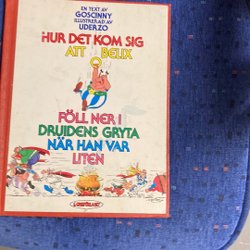 EN TEXT AV
GOSCINNY
ILLUSTRERAD AV
UDERZO
HUR DET KOM SIG
ATT OBELIX
FÖLL NER I
DRUIDENS GRYTA
NÄR HAN VAR
LITEN